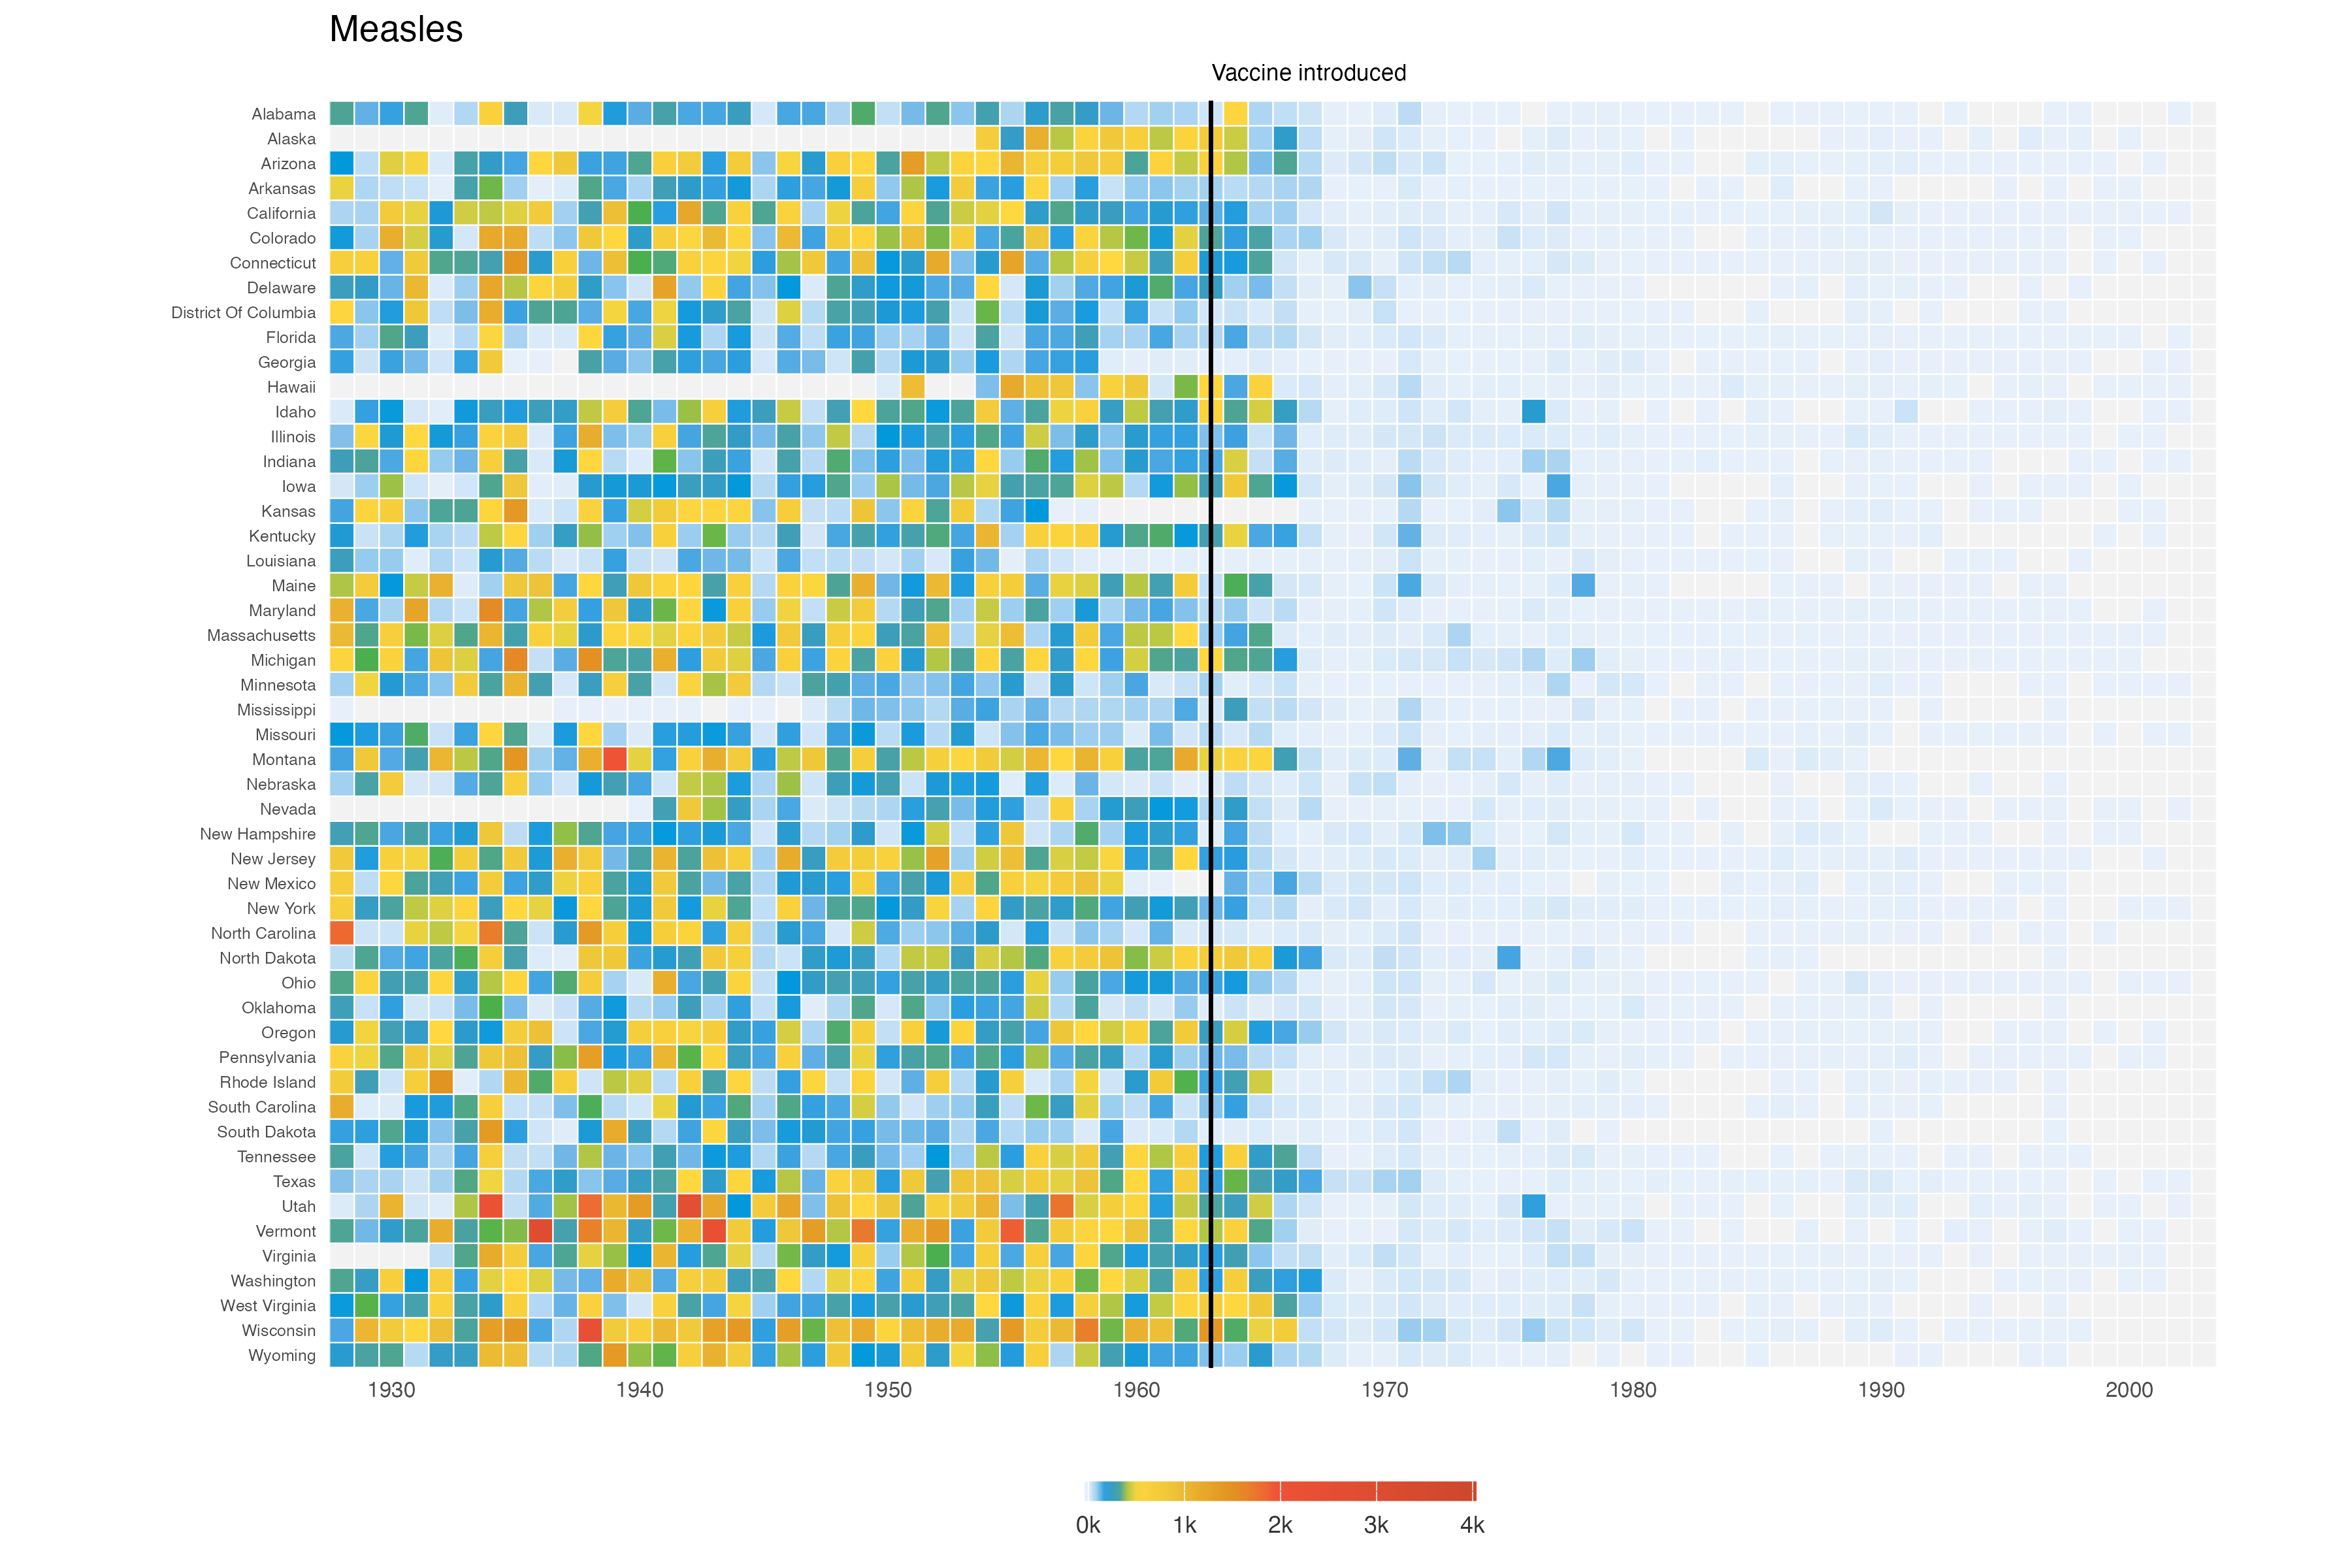 Measles
Vaccine introduced
Alabama
Alaska
Arizona
Arkansas
California
Colorado
Connecticut
Delaware
District Of Columbia
Florida
Georgia
Hawaii
Idaho
Illinois
Indiana
Iowa
Kansas
Kentucky
Louisiana
Maine
Maryland
Massachusetts
Michigan
Minnesota
Mississippi
Missouri
Montana
Nebraska
Nevada
New Hampshire
New Jersey
New Mexico
New York
North Carolina
North Dakota
Ohio
Oklahoma
Oregon
Pennsylvania
Rhode Island
South Carolina
South Dakota
Tennessee
Texas
Utah
Vermont
Virginia
Washington
West Virginia
Wisconsin
Wyoming
1930 1940 1950 1960 1970 1980 1990 2000
0k 1k 2k 3k 4k